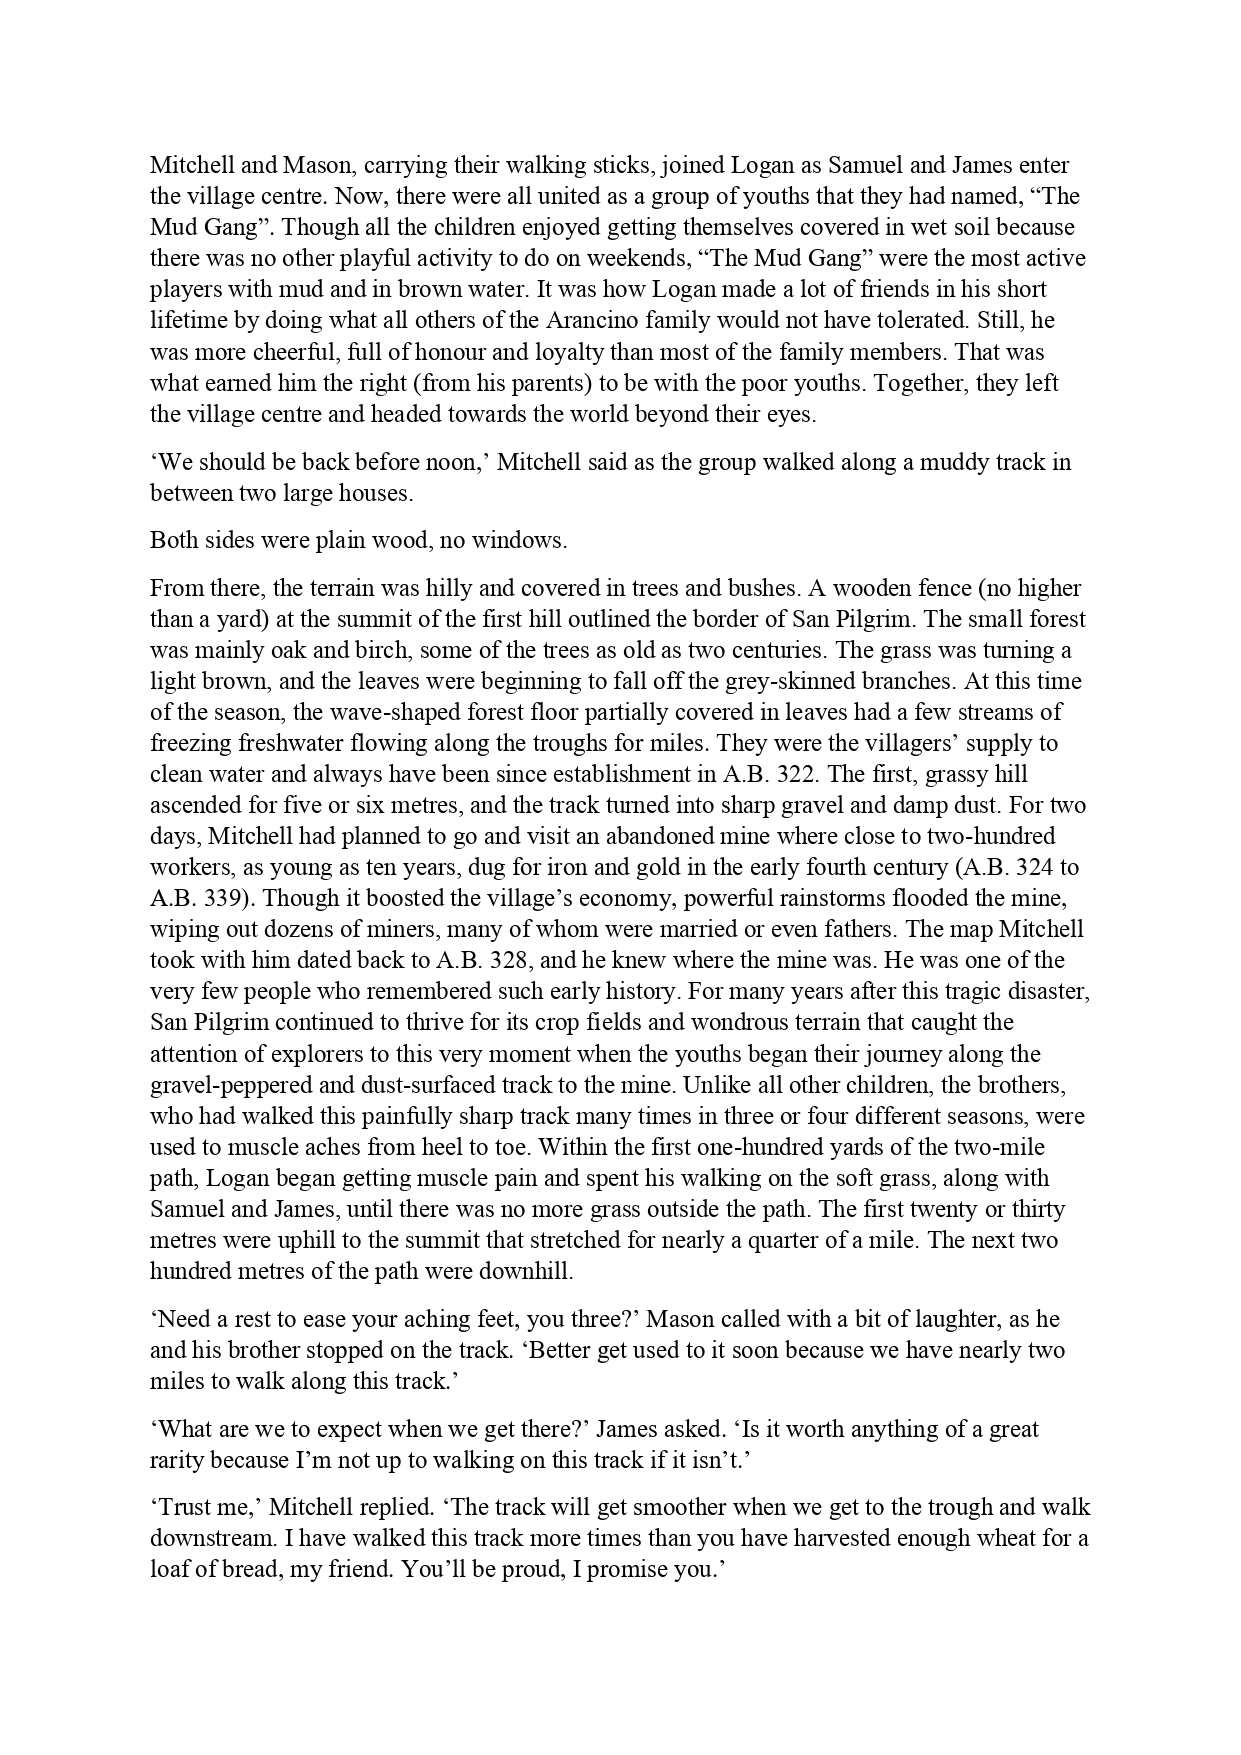 Mitchell and Mason, carrying their walking sticks, joined Logan as Samuel and James enter
the village centre. Now, there were all united as a group of youths that they had named, “The
Mud Gang”. Though all the children enjoyed getting themselves covered in wet soil because
there was no other playful activity to do on weekends, “The Mud Gang” were the most active
players with mud and in brown water. It was how Logan made a lot of friends in his short
lifetime by doing what all others of the Arancino family would not have tolerated. Still, he
was more cheerful, full of honour and loyalty than most of the family members. That was
what earned him the right (from his parents) to be with the poor youths. Together, they left
the village centre and headed towards the world beyond their eyes.
‘We should be back before noon,’ Mitchell said as the group walked along a muddy track in
between two large houses.
Both sides were plain wood, no windows.
From there, the terrain was hilly and covered in trees and bushes. A wooden fence (no higher
than a yard) at the summit of the first hill outlined the border of San Pilgrim. The small forest
was mainly oak and birch, some of the trees as old as two centuries. The grass was turning a
light brown, and the leaves were beginning to fall off the grey-skinned branches. At this time
of the season, the wave-shaped forest floor partially covered in leaves had a few streams of
freezing freshwater flowing along the troughs for miles. They were the villagers’ supply to
clean water and always have been since establishment in A.B. 322. The first, grassy hill
ascended for five or six metres, and the track turned into sharp gravel and damp dust. For two
days, Mitchell had planned to go and visit an abandoned mine where close to two-hundred
workers, as young as ten years, dug for iron and gold in the early fourth century (A.B. 324 to
A.B. 339). Though it boosted the village’s economy, powerful rainstorms flooded the mine,
wiping out dozens of miners, many of whom were married or even fathers. The map Mitchell
took with him dated back to A.B. 328, and he knew where the mine was. He was one of the
very few people who remembered such early history. For many years after this tragic disaster,
San Pilgrim continued to thrive for its crop fields and wondrous terrain that caught the
attention of explorers to this very moment when the youths began their journey along the
gravel-peppered and dust-surfaced track to the mine. Unlike all other children, the brothers,
who had walked this painfully sharp track many times in three or four different seasons, were
used to muscle aches from heel to toe. Within the first one-hundred yards of the two-mile
path, Logan began getting muscle pain and spent his walking on the soft grass, along with
Samuel and James, until there was no more grass outside the path. The first twenty or thirty
metres were uphill to the summit that stretched for nearly a quarter of a mile. The next two
hundred metres of the path were downhill.
‘Need a rest to ease your aching feet, you three?’ Mason called with a bit of laughter, as he
and his brother stopped on the track. ‘Better get used to it soon because we have nearly two
miles to walk along this track.’
‘What are we to expect when we get there?’ James asked. ‘Is it worth anything of a great
rarity because I’m not up to walking on this track if it isn’t.’
‘Trust me,’ Mitchell replied. ‘The track will get smoother when we get to the trough and walk
downstream. I have walked this track more times than you have harvested enough wheat for a
loaf of bread, my friend. You’ll be proud, I promise you.’